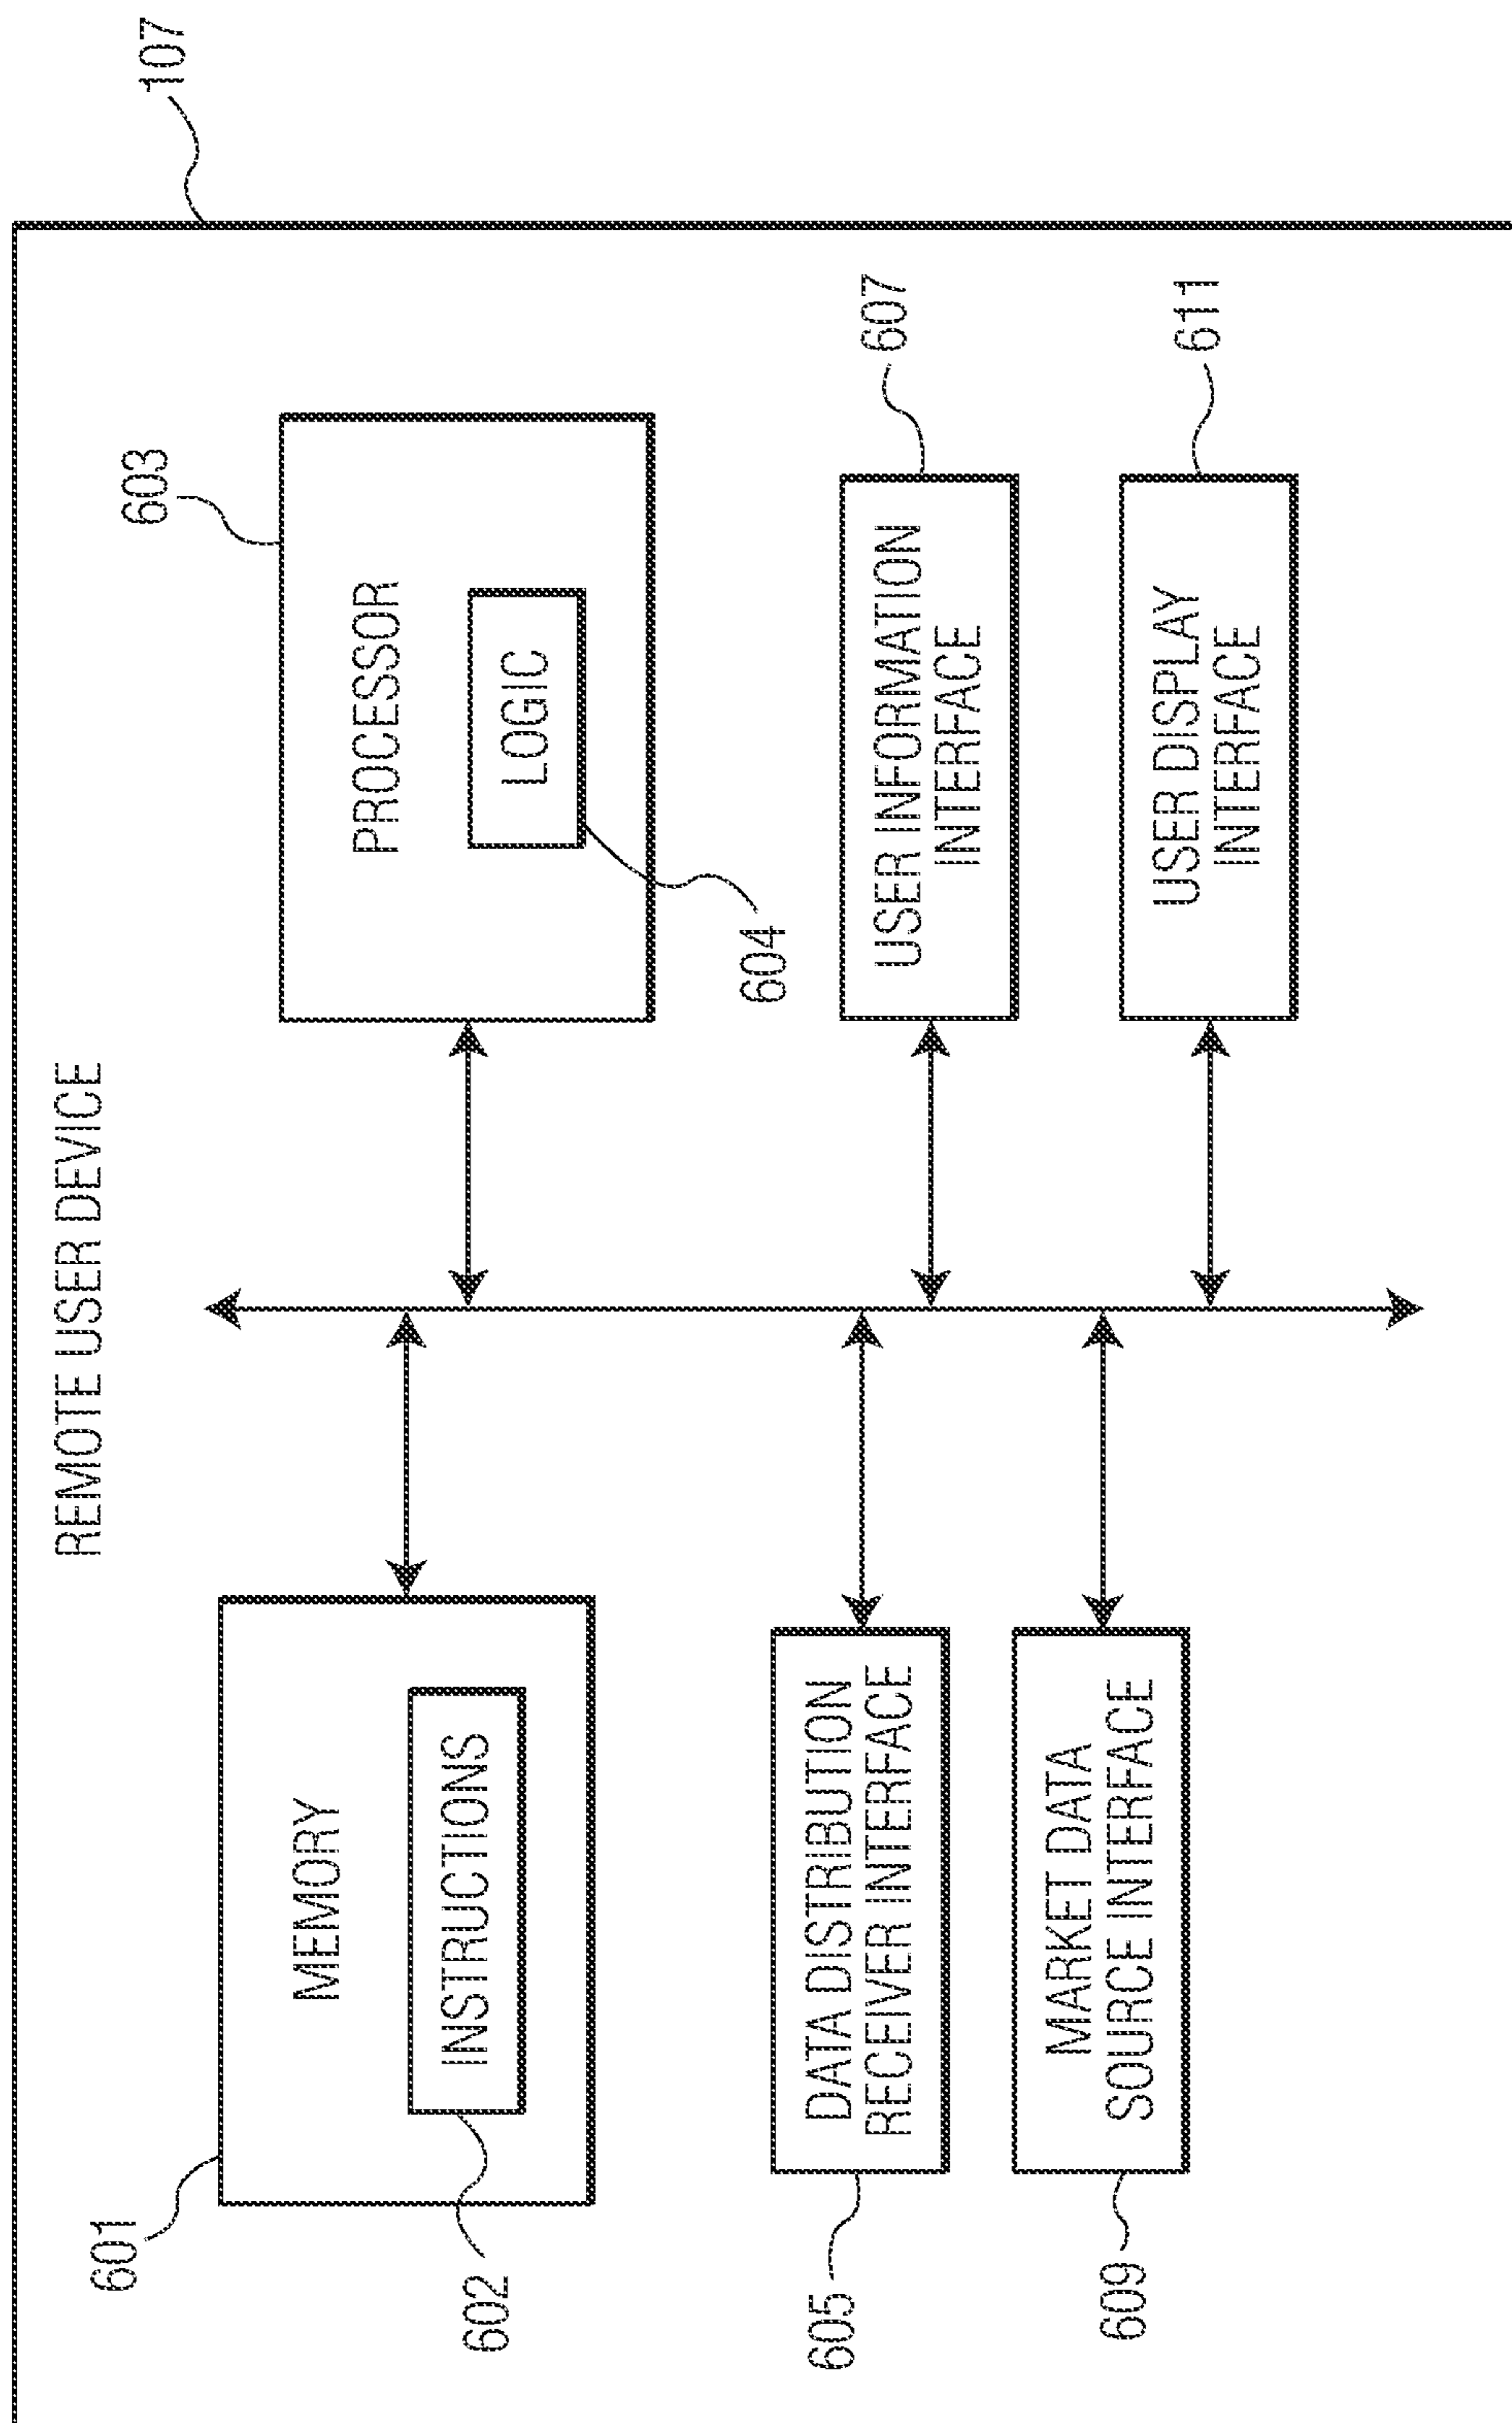 REMOTE USER DEVICE
107
601
MEMORY
INSTRUCTIONS
602
603
PROCESSOR
LOGIC
604
605
DATA DISTRIBUTION
RECEIVER INTERFACE
607
USER INFORMATION
INTERFACE
609
MARKET DATA
SOURCE INTERFACE
611
USER DISPLAY
INTERFACE